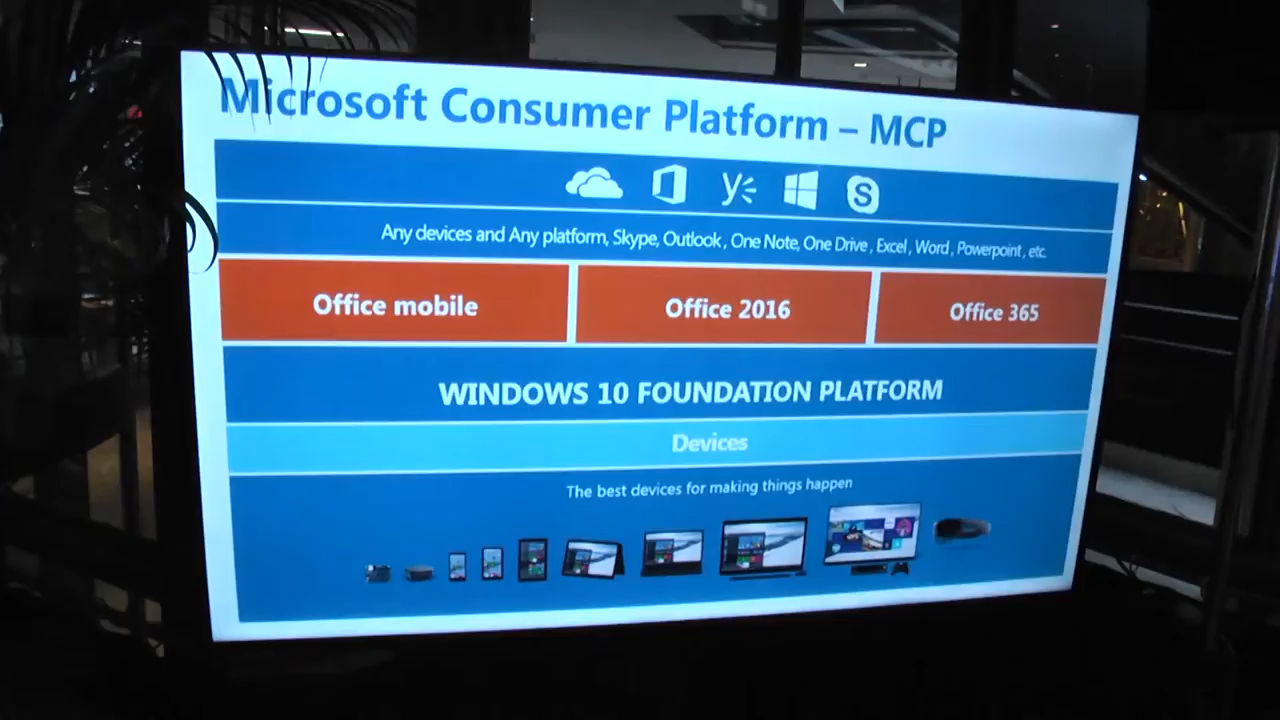 Microsoft Consumer Platform – MCP
Any devices and Any platform, Skype, Outlook, One Note, One Drive, Excel, Word, Powerpoint, etc.
Office mobile
Office 2016
Office 365
WINDOWS 10 FOUNDATION PLATFORM
Devices
The best devices for making things happen